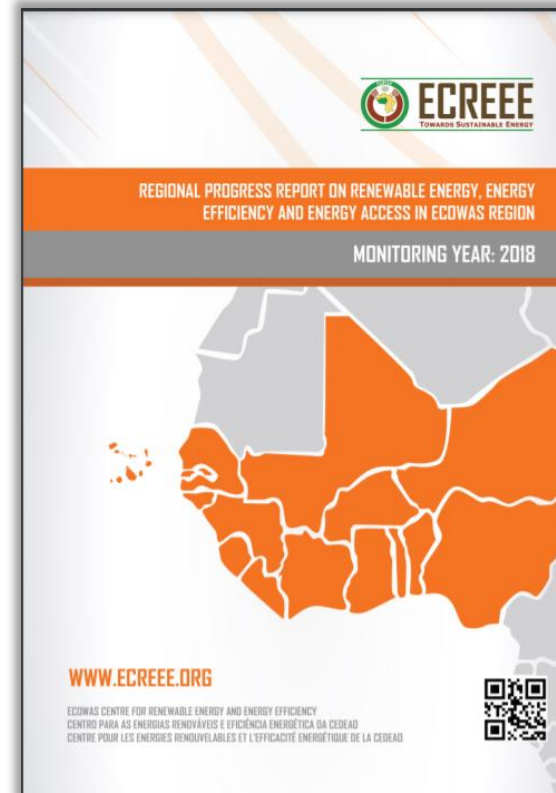 ECREEE
TOWARDS SUSTAINABLE ENERGY
REGIONAL PROGRESS REPORT ON RENEWABLE ENERGY, ENERGY
EFFICIENCY AND ENERGY ACCESS IN ECOWAS REGION
MONITORING YEAR: 2018
WWW.ECREEE.ORG
ECOWAS CENTRE FOR RENEWABLE ENERGY AND ENERGY EFFICIENCY
CENTRO PARA AS ENERGIAS RENOVÁVEIS E EFICIÊNCIA ENERGÉTICA DA CEDEAO
CENTRE POUR LES ENERGIES RENOUVELABLES ET L'EFFICACITÉ ENERGÉTIQUE DE LA CEDEAO